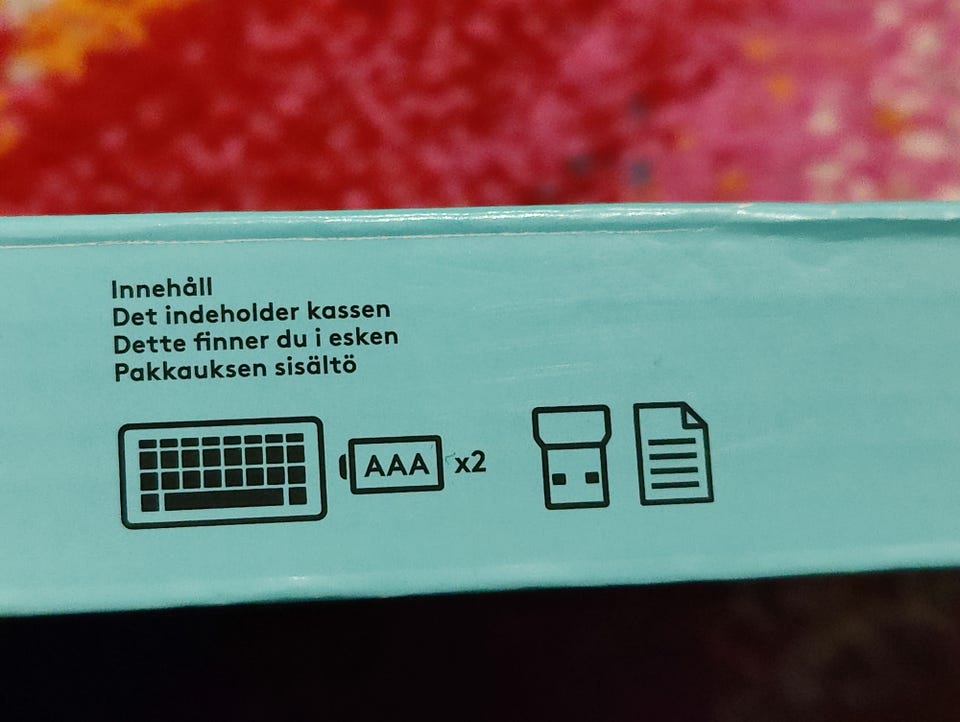 Innehåll
Det indeholder kassen
Dette finner du i esken
Pakkauksen sisältö
AAA x2